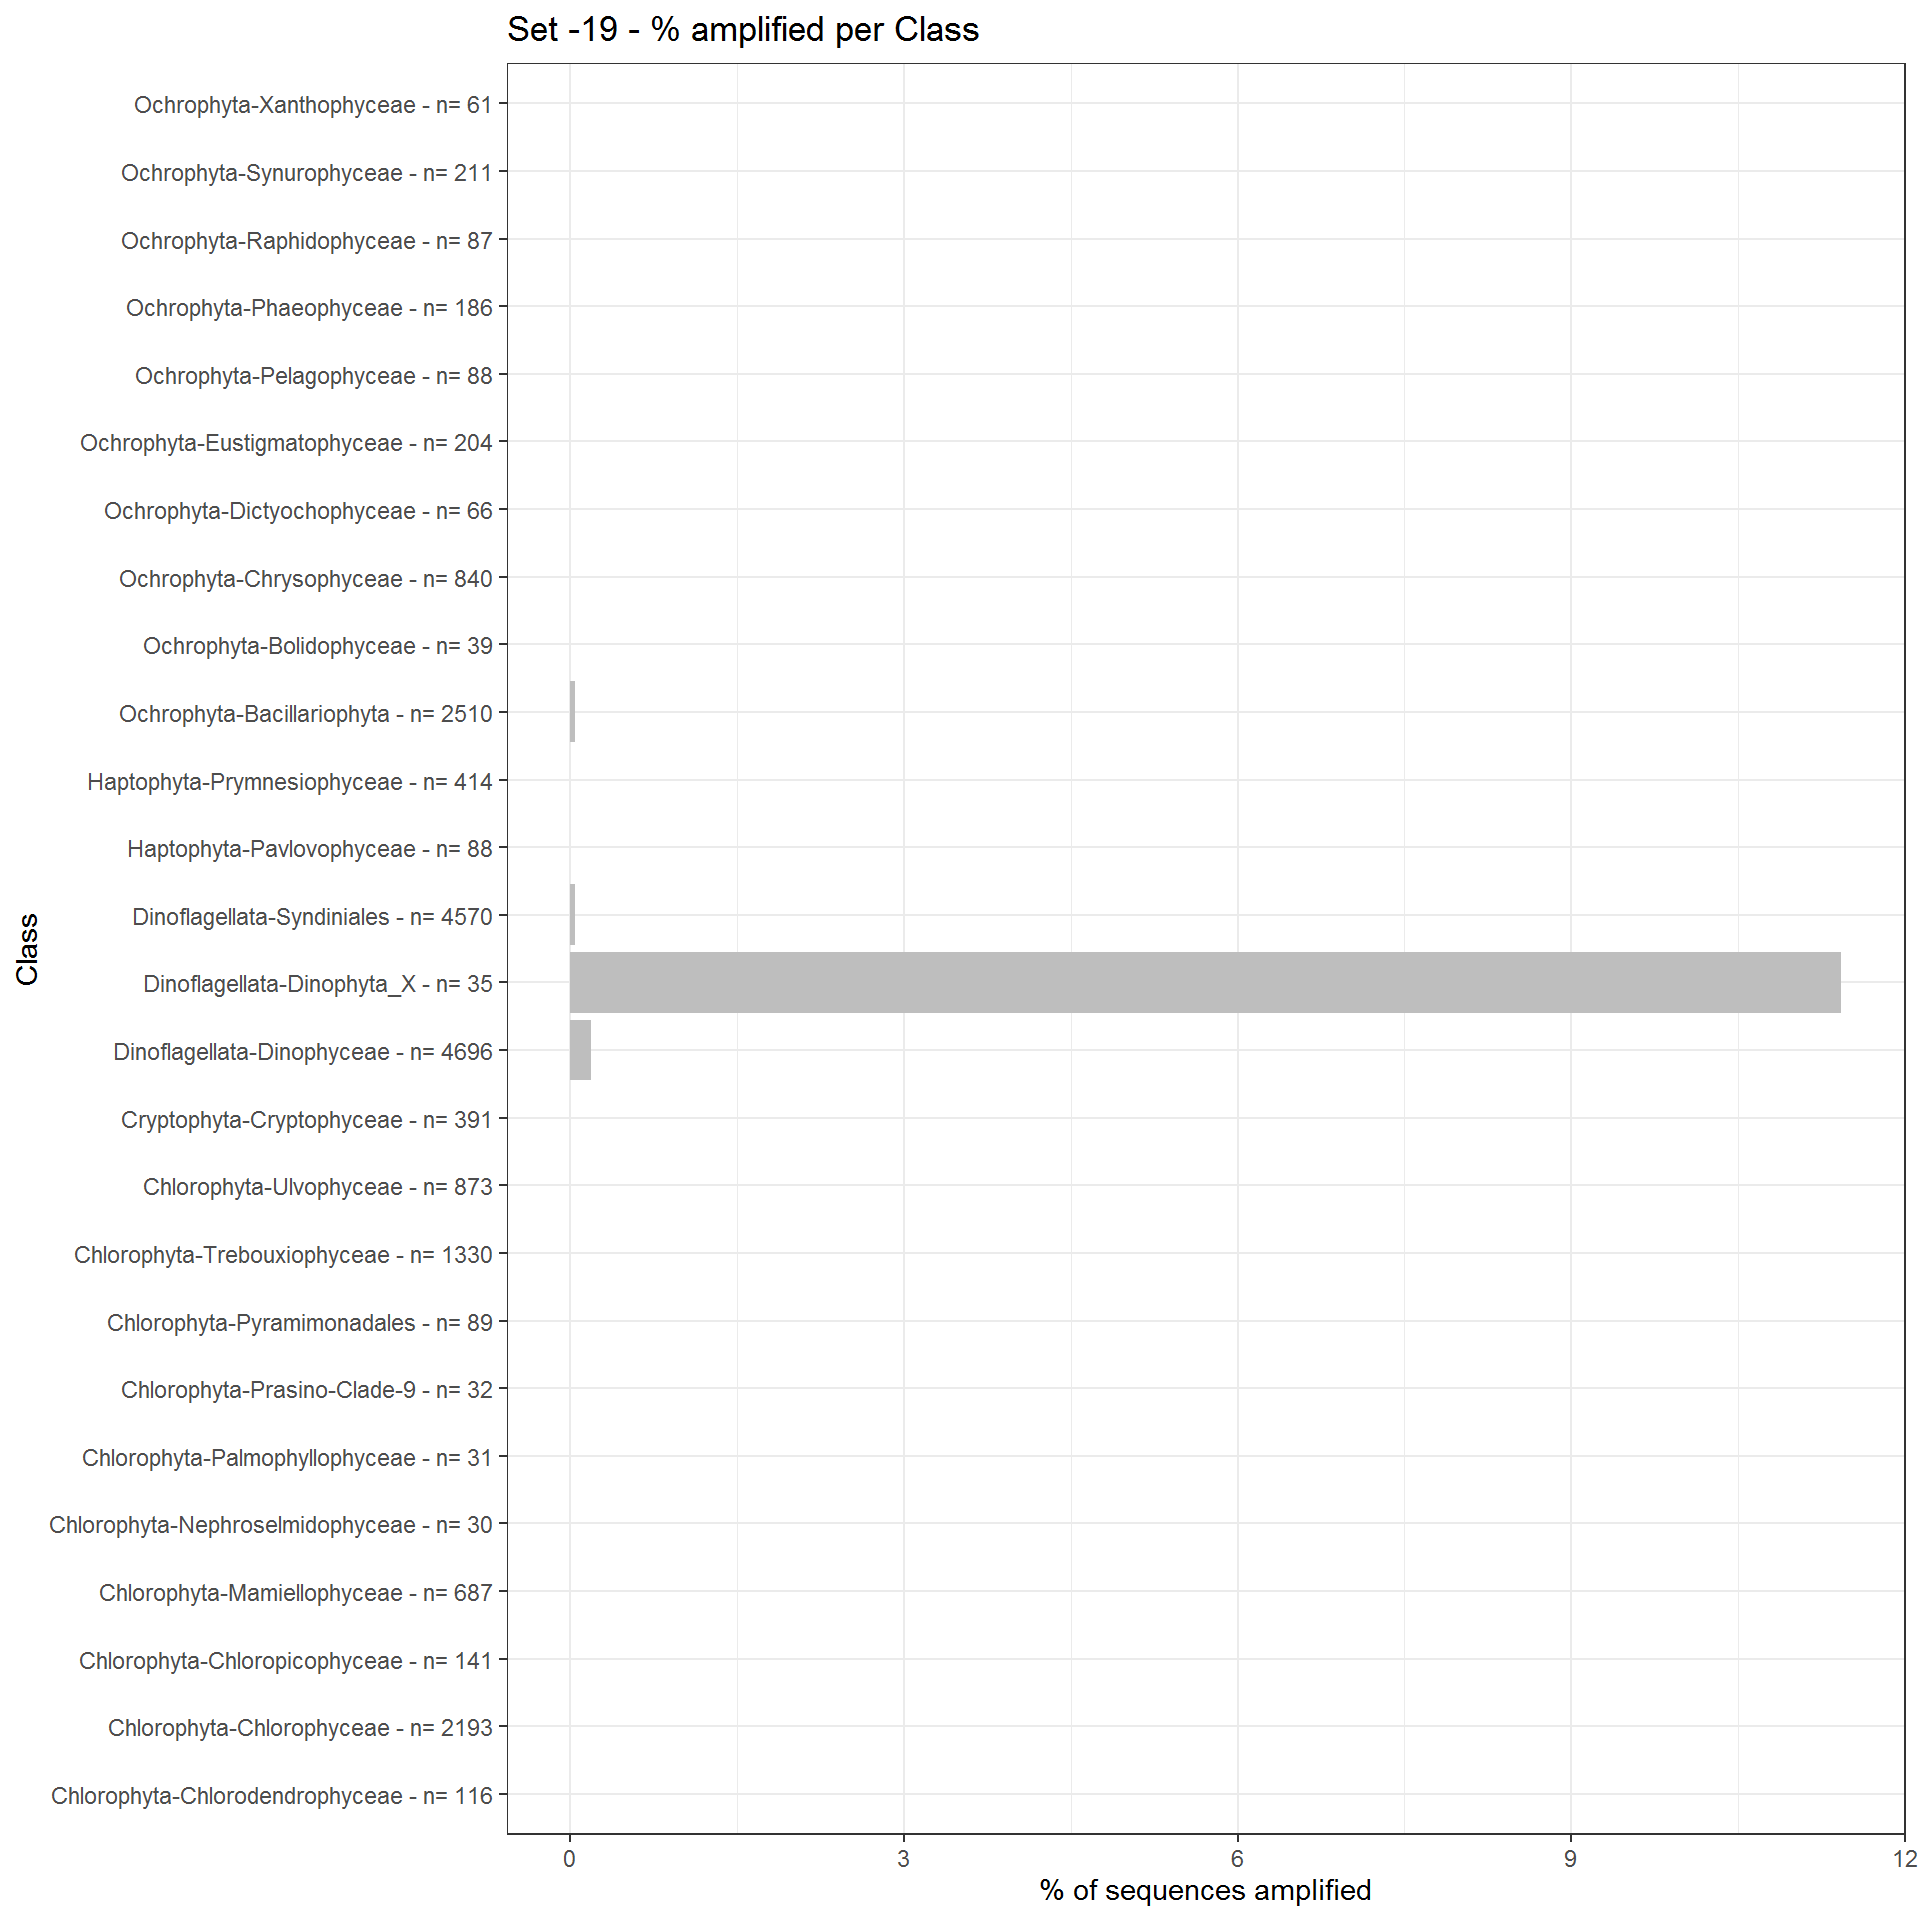 Set -19 - % amplified per Class
Ochrophyta-Xanthophyceae - n= 61
Ochrophyta-Synurophyceae - n= 211
Ochrophyta-Raphidophyceae - n= 87
Ochrophyta-Phaeophyceae - n= 186
Ochrophyta-Pelagophyceae - n= 88
Ochrophyta-Eustigmatophyceae - n= 204
Ochrophyta-Dictyochophyceae - n= 66
Ochrophyta-Chrysophyceae - n= 840
Ochrophyta-Bolidophyceae - n= 39
Ochrophyta-Bacillariophyta - n= 2510
Haptophyta-Prymnesiophyceae - n= 414
Haptophyta-Pavlovophyceae - n= 88
Dinoflagellata-Syndiniales - n= 4570
Dinoflagellata-Dinophyta_X - n= 35
Dinoflagellata-Dinophyceae - n= 4696
Cryptophyta-Cryptophyceae - n= 391
Chlorophyta-Ulvophyceae - n= 873
Chlorophyta-Trebouxiophyceae - n= 1330
Chlorophyta-Pyramimonadales - n= 89
Chlorophyta-Prasino-Clade-9 - n= 32
Chlorophyta-Palmophyllophyceae - n= 31
Chlorophyta-Nephroselmidophyceae - n= 30
Chlorophyta-Mamiellophyceae - n= 687
Chlorophyta-Chloropicophyceae - n= 141
Chlorophyta-Chlorophyceae - n= 2193
Chlorophyta-Chlorodendrophyceae - n= 116
Class
0 3 6 9 12
% of sequences amplified